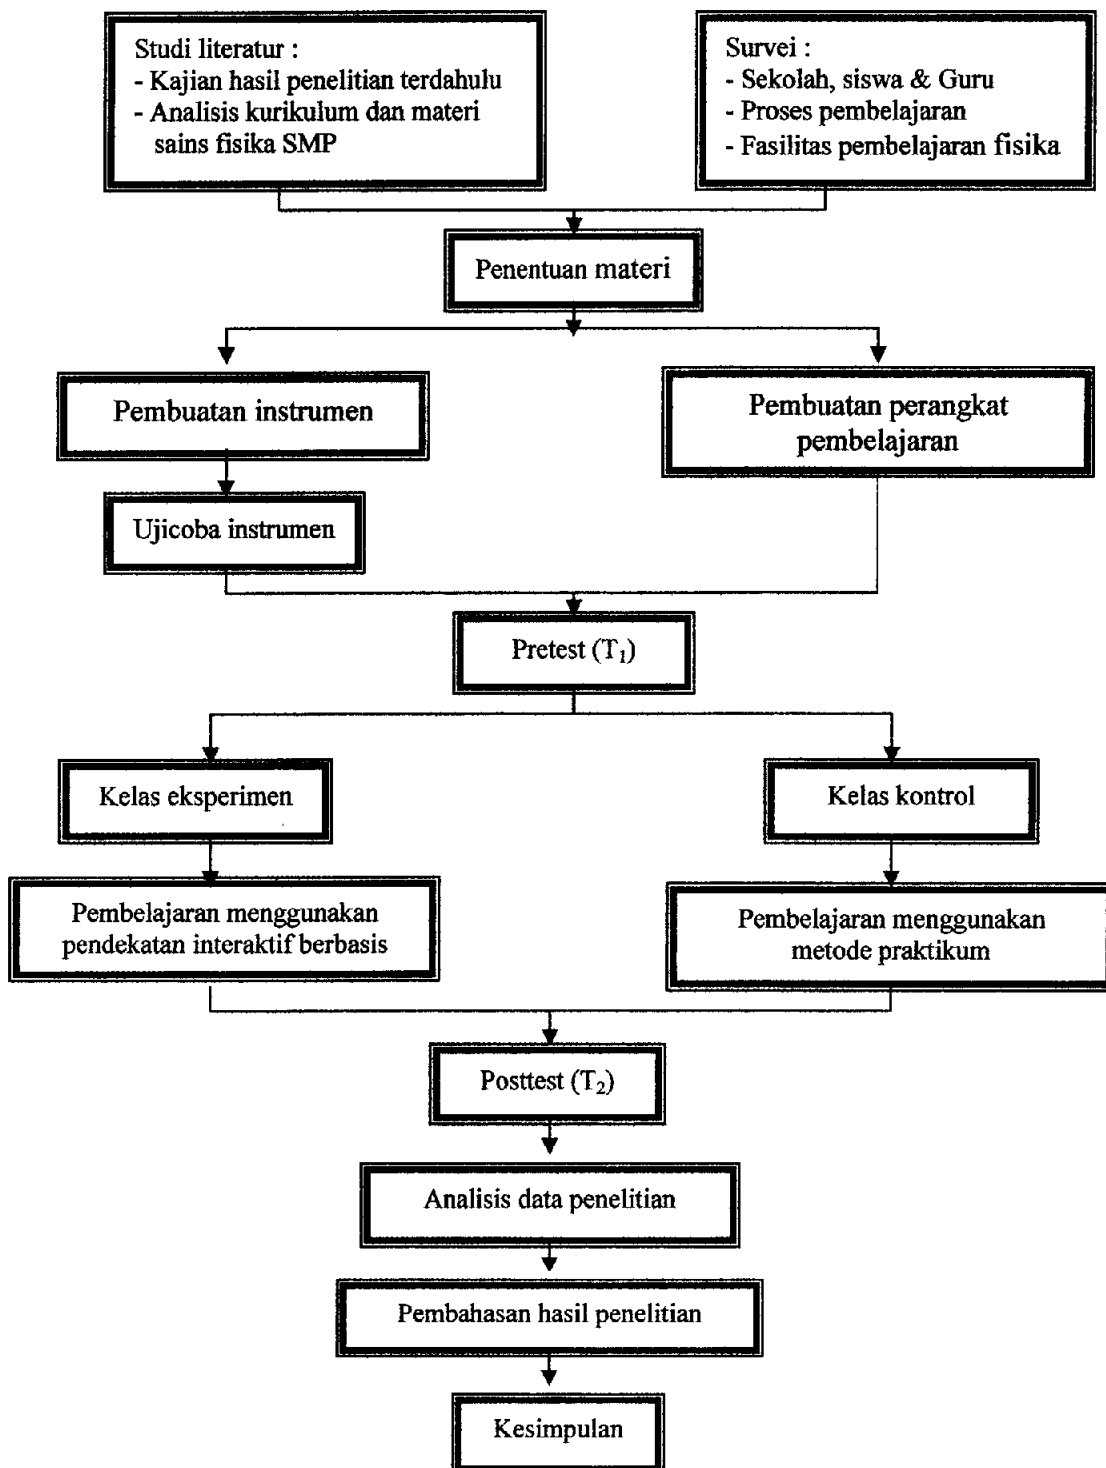 Studi literatur :
- Kajian hasil penelitian terdahulu
- Analisis kurikulum dan materi
sains fisika SMP
Survei :
- Sekolah, siswa & Guru
- Proses pembelajaran
- Fasilitas pembelajaran fisika
Penentuan materi
Pembuatan instrumen
Pembuatan perangkat
pembelajaran
Ujicoba instrumen
Pretest (T₁)
Kelas eksperimen
Kelas kontrol
Pembelajaran menggunakan
pendekatan interaktif berbasis
Pembelajaran menggunakan
metode praktikum
Posttest (T₂)
Analisis data penelitian
Pembahasan hasil penelitian
Kesimpulan